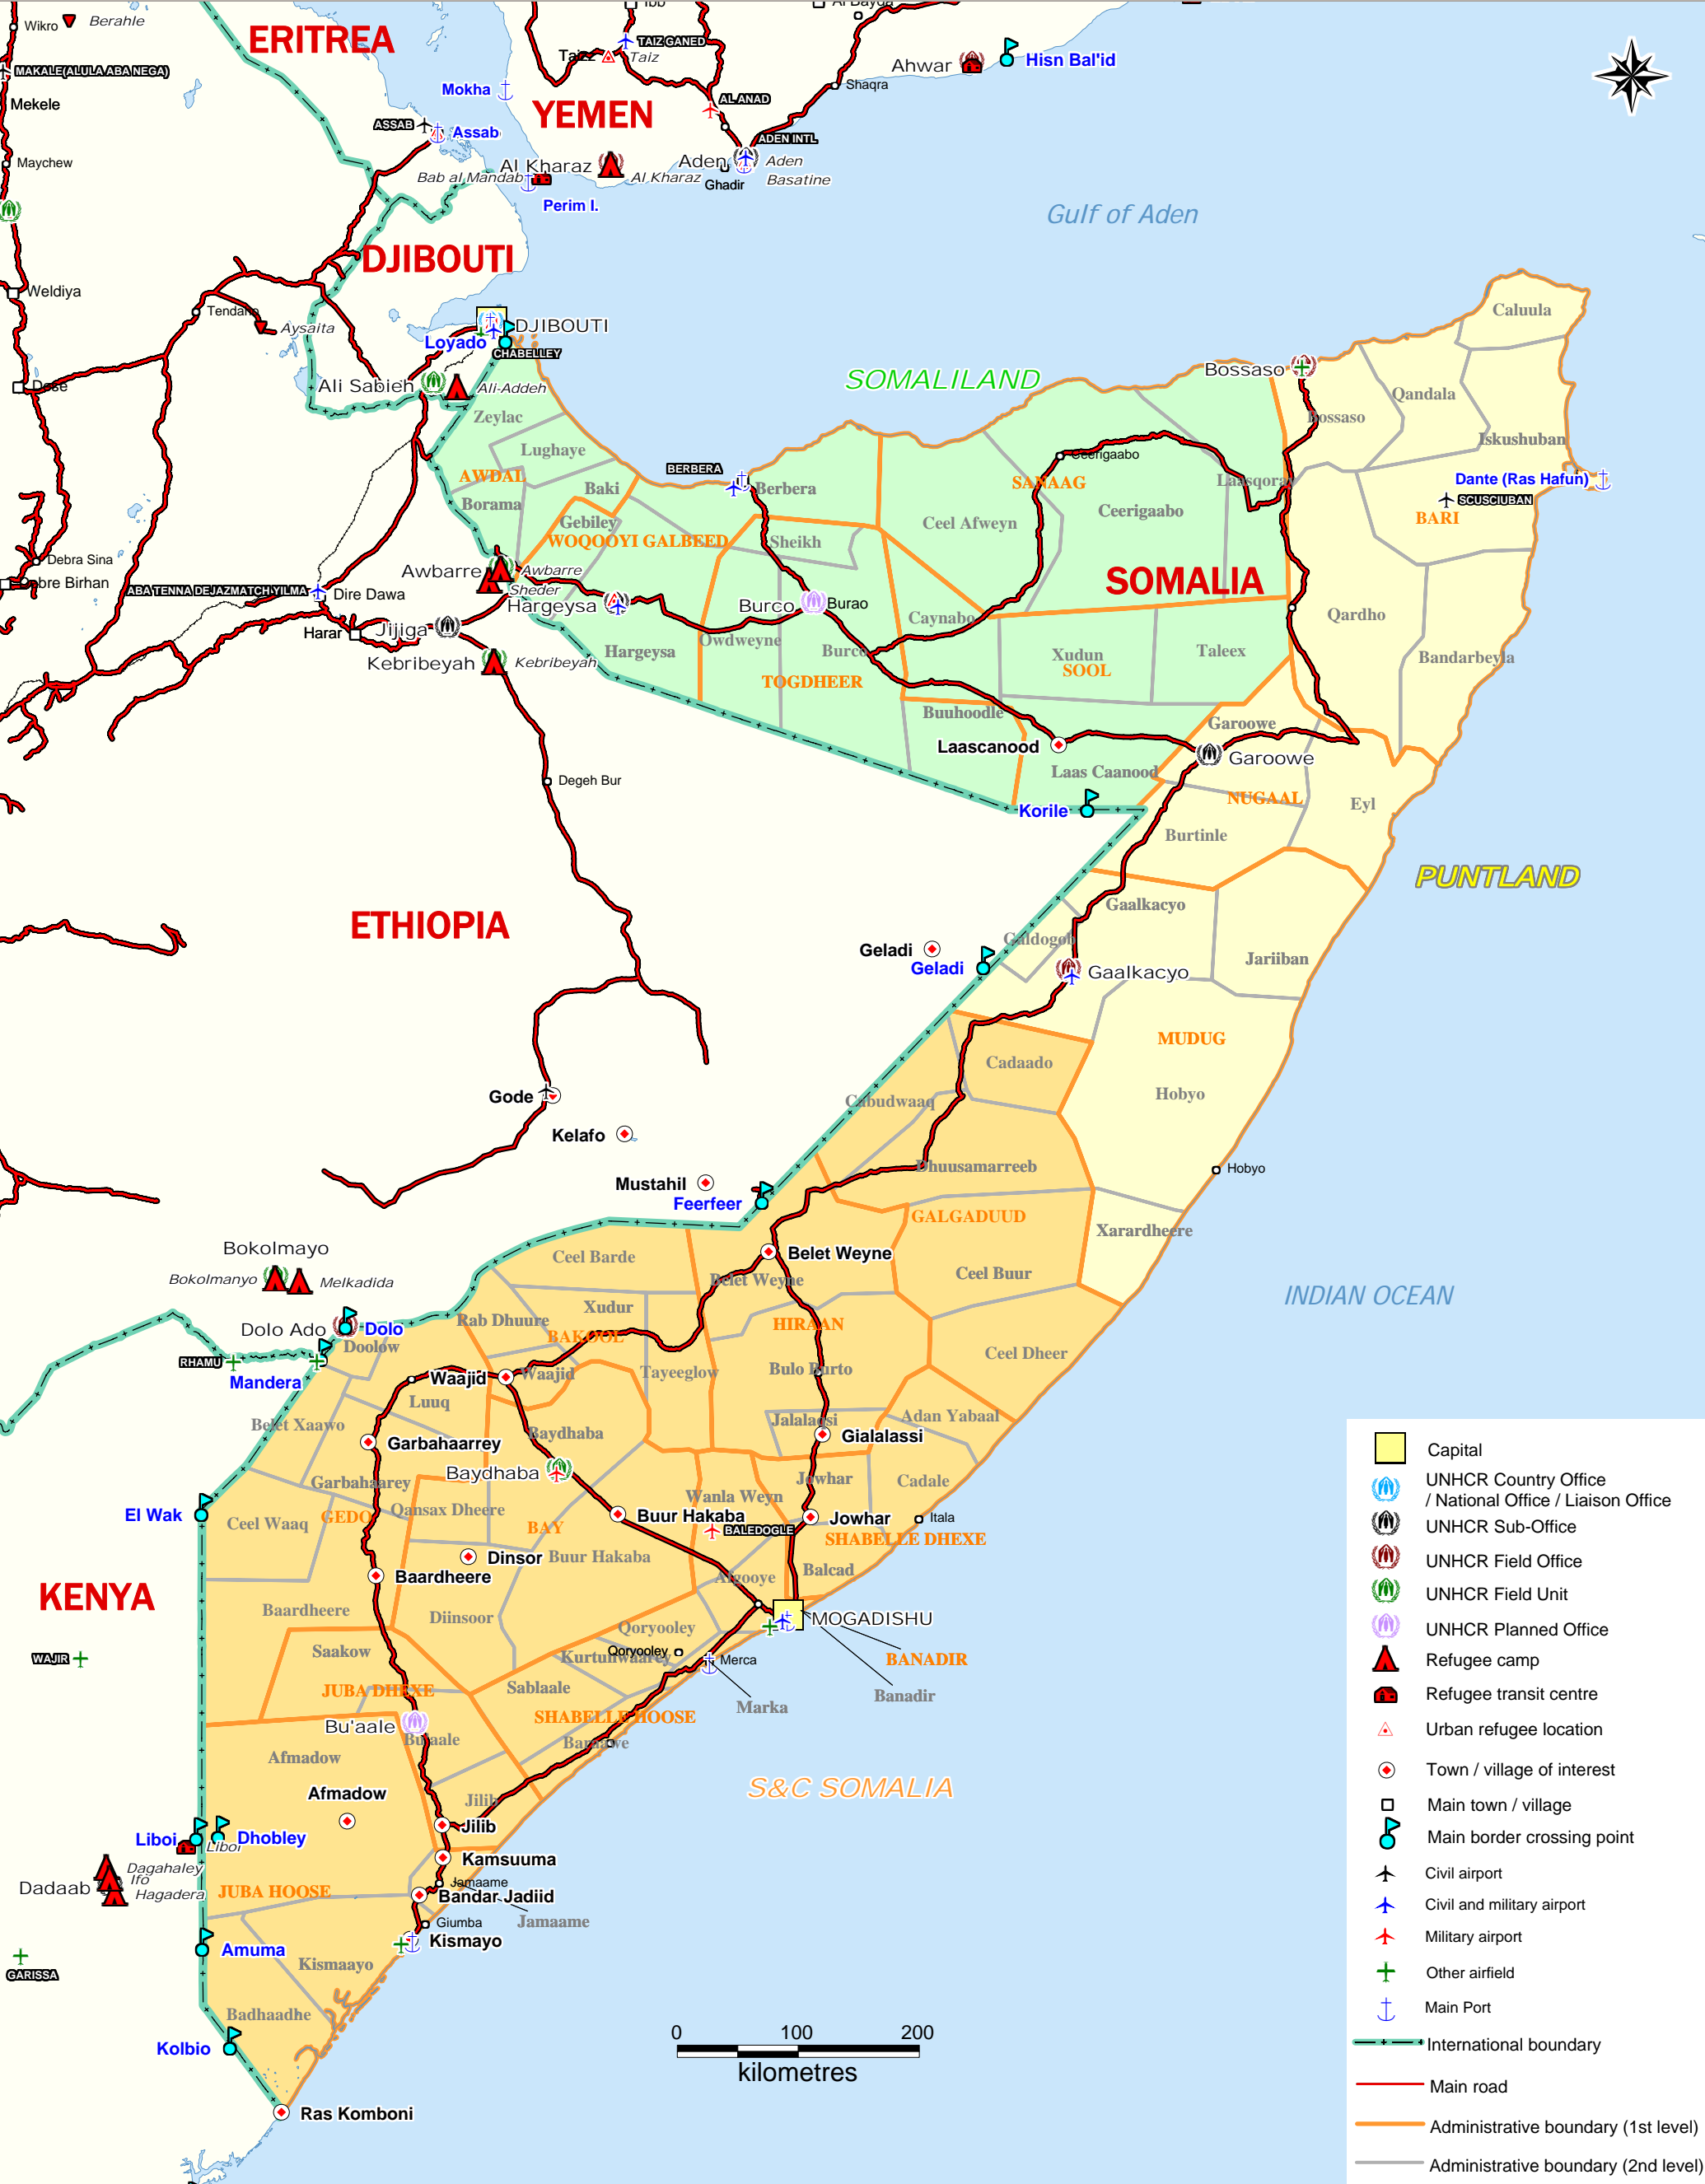 Wikro
Berahle
ERITREA
Ibb
Al Bayda
TAIZ GANED
Taizz
Taiz
Ahwar
Hisn Bal'id
MAKALE(ALULA ABA NEGA)
Mekele
Mokha
YEMEN
Shaqra
AL ANAD
ASSAB
Assab
ADEN INTL
Maychew
Al Kharaz
Al Kharaz
Aden
Aden
Bab al Mandab
Ghadir
Basatine
Perim I.
Gulf of Aden
DJIBOUTI
Weldiya
Tendaho
Aysaita
DJIBOUTI
Loyado
CHABELLEY
Caluula
Dese
Ali Sabieh
Ali-Addeh
SOMALILAND
Bossaso
Qandala
Zeylac
Bossaso
Lughaye
Iskushuban
BERBERA
Ceerigaabo
AWDAL
Baki
Berbera
SANAAG
Laasqoray
Dante (Ras Hafun)
SCUSCIUBAN
Borama
Gebiley
Ceel Afweyn
Ceerigaabo
BARI
WOQOOYI GALBEED
Sheikh
Debra Sina
Debre Birhan
Awbarre
Awbarre
Sheder
SOMALIA
ABA TENNA DEJAZMATCH YILMA
Dire Dawa
Hargeysa
Burco
Burao
Caynabo
Qardho
Harar
Jijiga
Kebribeyah
Kebribeyah
Hargeysa
Owdweyne
Burco
Xudun
Taleex
Bandarbeyla
SOOL
TOGDHEER
Buuhoodle
Garoowe
Laascanood
Garoowe
Degeh Bur
Laas Caanood
NUGAAL
Eyl
Korile
Burtinle
PUNTLAND
ETHIOPIA
Gaalkacyo
Galdogob
Geladi
Geladi
Jariiban
Gaalkacyo
MUDUG
Cadaado
Gode
Cabudwaaq
Hobyo
Kelafo
Dhuusamarreeb
Hobyo
Mustahil
Feerfeer
GALGADUUD
Xarardheere
Bokolmayo
Ceel Barde
Belet Weyne
Bokolmanyo
Melkadida
Belet Weyne
Ceel Buur
INDIAN OCEAN
Xudur
Rab Dhuure
Dolo Ado
Dolo
BAKOOL
HIRAAN
Doolow
RHAMU
Ceel Dheer
Mandera
Waajid
Waajid
Tayeeglow
Bulo Burto
Luuq
Belet Xaawo
Jalalaqsi
Adan Yabaal
Garbahaarrey
Baydhaba
Gialalassi
Baydhaba
Garbahaarey
Jowhar
Cadale
Wanla Weyn
El Wak
Ceel Waaq
GEDO
Qansax Dheere
Buur Hakaba
Jowhar
Itala
BAY
BALEDOGLE
SHABELLE DHEXE
Dinsor
Buur Hakaba
Baardheere
Afgooye
Balcad
KENYA
Baardheere
Diinsoor
MOGADISHU
Qoryooley
Saakow
Qoryooley
Kurtunwaarey
Merca
BANADIR
WAJIR
JUBA DHEXE
Sablaale
Banadir
Marka
Bu'aale
SHABELLE HOOSE
Bu'aale
Baraawe
Afmadow
S&C SOMALIA
Afmadow
Jilib
Jilib
Liboi
Dhobley
Liboi
Kamsuuma
Dagahaley
Ifo
Dadaab
Hagadera
JUBA HOOSE
Jamaame
Bandar Jadiid
Giumba
Jamaame
Amuma
Kismayo
GARISSA
Kismaayo
Badhaadhe
Kolbio
Ras Komboni
0 100 200
kilometres
Capital
UNHCR Country Office
/ National Office / Liaison Office
UNHCR Sub-Office
UNHCR Field Office
UNHCR Field Unit
UNHCR Planned Office
Refugee camp
Refugee transit centre
Urban refugee location
Town / village of interest
Main town / village
Main border crossing point
Civil airport
Civil and military airport
Military airport
Other airfield
Main Port
International boundary
Main road
Administrative boundary (1st level)
Administrative boundary (2nd level)